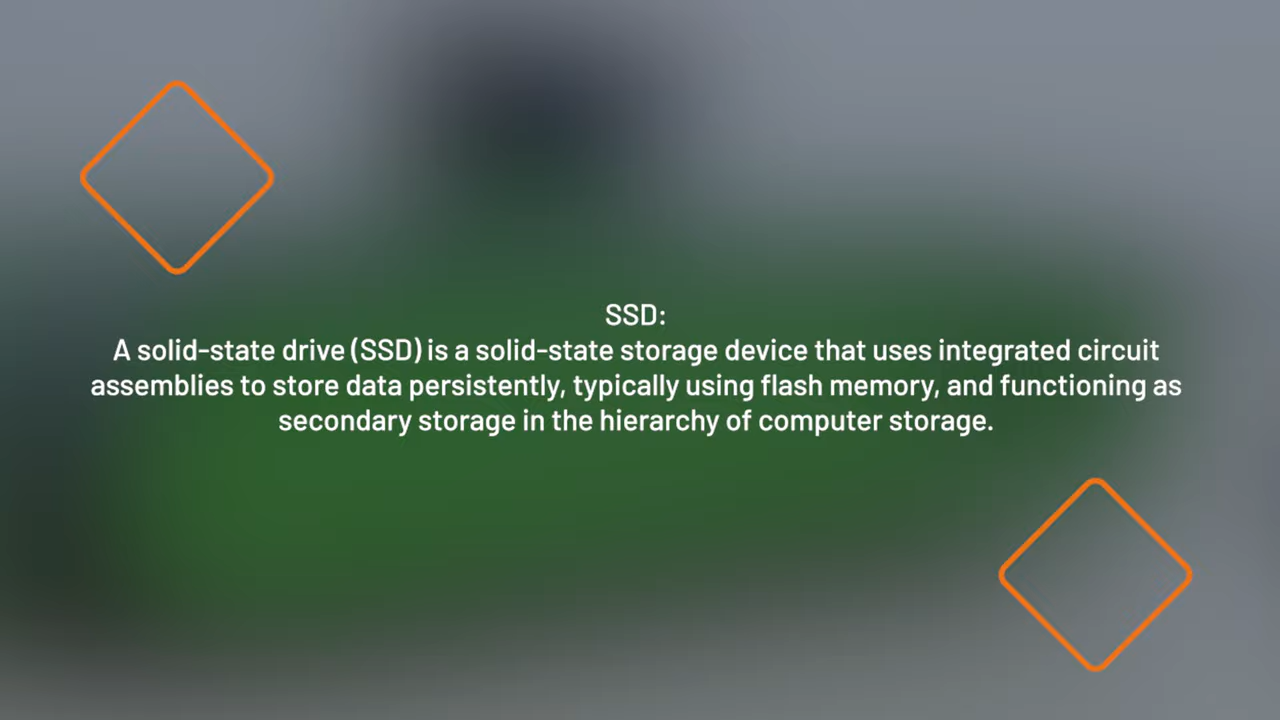 SSD:
A solid-state drive (SSD) is a solid-state storage device that uses integrated circuit
assemblies to store data persistently, typically using flash memory, and functioning as
secondary storage in the hierarchy of computer storage.